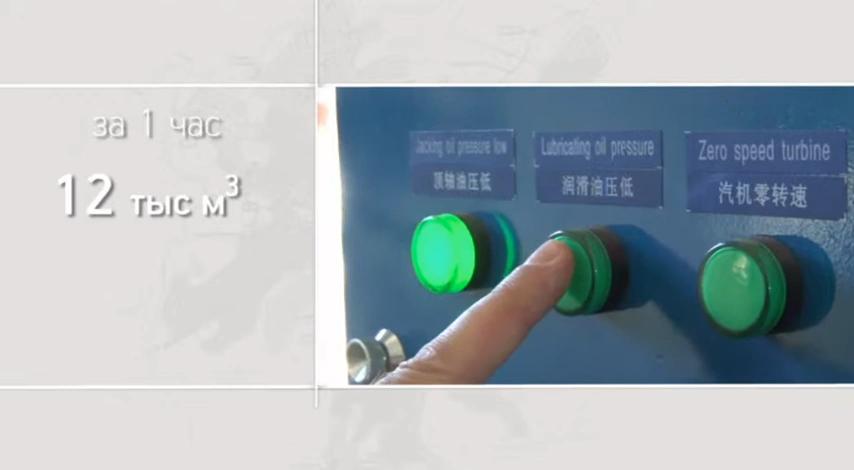 за 1 час
12 тыс м³
Jacking oil pressure low
顶轴油压低
Lubricating oil pressure
润滑油压低
Zero speed turbine
汽机零转速